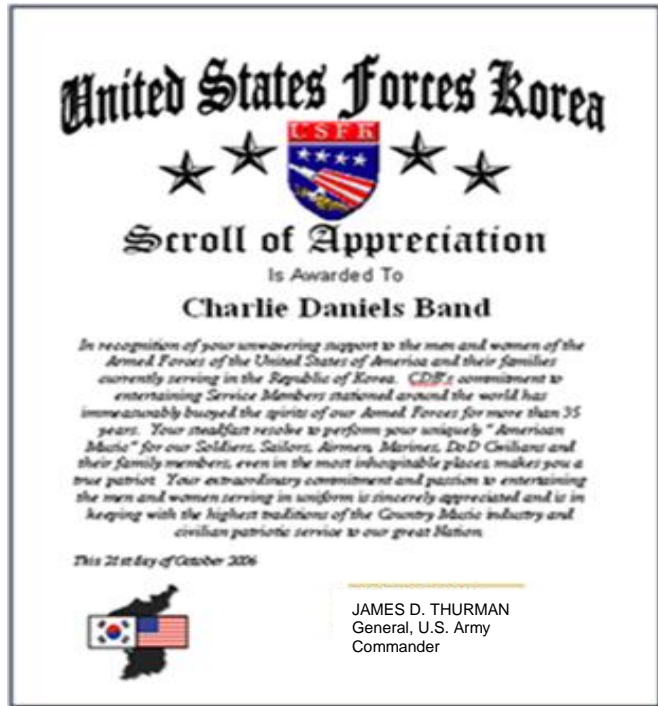 United States Forces Korea
USFK
Scroll of Appreciation
Is Awarded To
Charlie Daniels Band
In recognition of your unwavering support to the men and women of the
Armed Forces of the United States of America and their families
currently serving in the Republic of Korea. CDB's commitment to
entertaining Service Members stationed around the world has
immeasurably buoyed the spirits of our Armed Forces for more than 35
years. Your steadfast resolve to perform your uniquely "American
Music" for our Soldiers, Sailors, Airmen, Marines, DoD Civilians and
their family members, even in the most inhospitable places, makes you a
true patriot. Your extraordinary commitment and passion to entertaining
the men and women serving in uniform is sincerely appreciated and is in
keeping with the highest traditions of the Country Music industry and
civilian patriotic service to our great Nation.
This 21st day of October 2006
JAMES D. THURMAN
General, U.S. Army
Commander